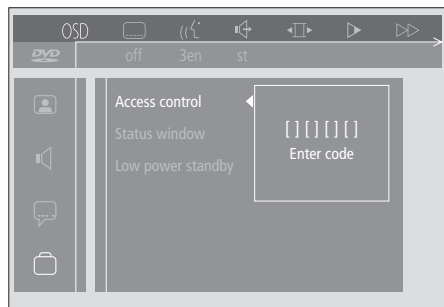 OSD
DVD off 3en st
Access control
Status window
Low power standby
[ ] [ ] [ ] [ ]
Enter code